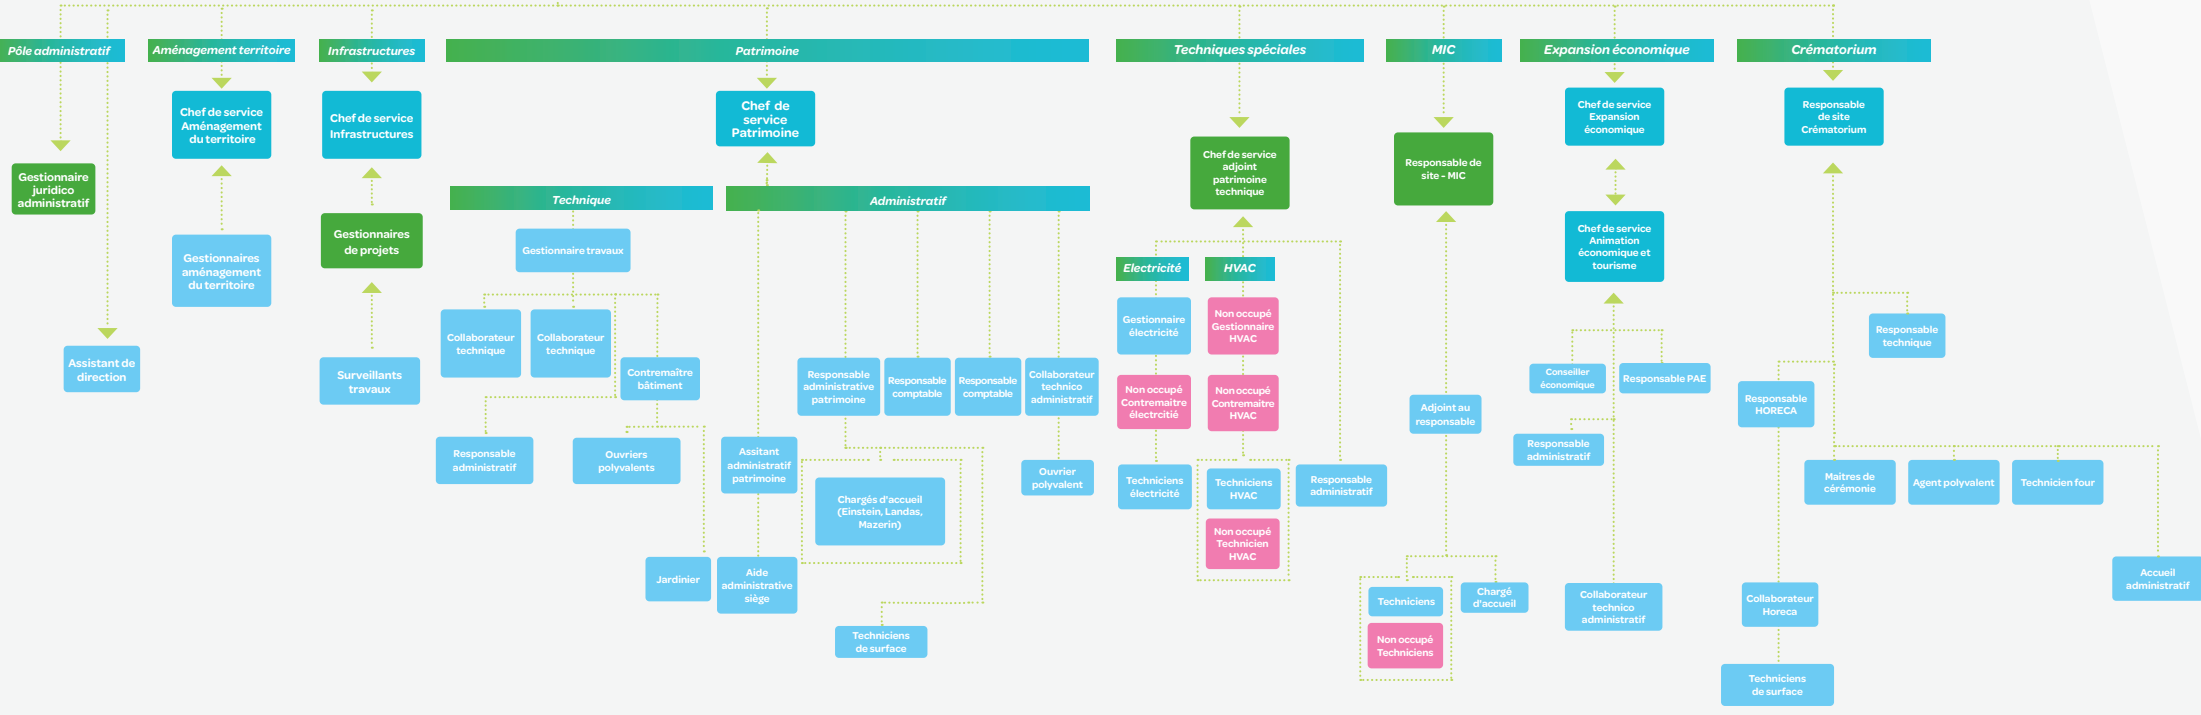 Pôle administratif
Aménagement territoire
Infrastructures
Patrimoine
Techniques spéciales
MIC
Expansion économique
Crématorium
Chef de service
Aménagement
du territoire
Chef de service
Infrastructures
Chef de
service
Patrimoine
Chef de service
adjoint
patrimoine
technique
Responsable de
site - MIC
Chef de service
Expansion
économique
Responsable
de site
Crématorium
Gestionnaire
juridico
administratif
Technique
Administratif
Gestionnaires
de projets
Gestionnaire travaux
Chef de service
Animation
économique et
tourisme
Gestionnaires
aménagement
du territoire
Electricité
HVAC
Gestionnaire
électricité
Non occupé
Gestionnaire
HVAC
Collaborateur
technique
Collaborateur
technique
Responsable
technique
Assistant de
direction
Surveillants
travaux
Contremaître
bâtiment
Responsable
administrative
patrimoine
Responsable
comptable
Responsable
comptable
Collaborateur
technico
administratif
Non occupé
Contremaitre
électrcitié
Non occupé
Contremaitre
HVAC
Conseiller
économique
Responsable PAE
Adjoint au
responsable
Responsable
HORECA
Responsable
administratif
Ouvriers
polyvalents
Assitant
administratif
patrimoine
Chargés d'accueil
(Einstein, Landas,
Mazerin)
Ouvrier
polyvalent
Techniciens
électricité
Techniciens
HVAC
Non occupé
Technicien
HVAC
Responsable
administratif
Responsable
administratif
Maitres de
cérémonie
Agent polyvalent
Technicien four
Jardinier
Aide
administrative
siège
Techniciens
de surface
Techniciens
Non occupé
Techniciens
Chargé
d'accueil
Collaborateur
technico
administratif
Collaborateur
Horeca
Accueil
administratif
Techniciens
de surface